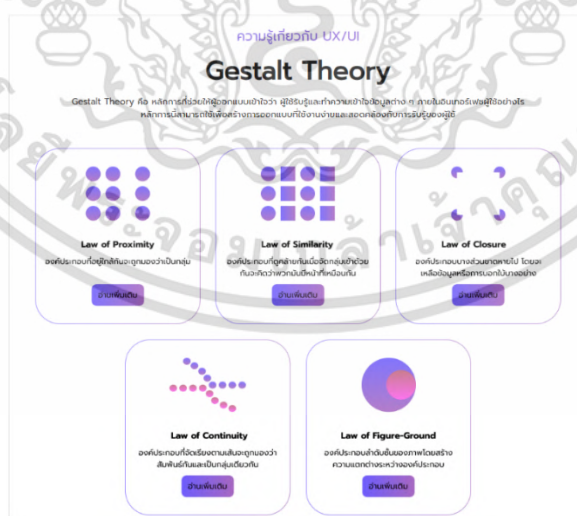 ความรู้เกี่ยวกับ UX/UI
Gestalt Theory
Gestalt Theory คือ หลักการที่ช่วยให้ผู้ออกแบบเข้าใจว่า ผู้ใช้รับรู้และทำความเข้าใจข้อมูลต่าง ๆ ภายในอินเทอร์เฟซผู้ใช้อย่างไร
หลักการนี้สามารถใช้เพื่อสร้างการออกแบบที่ใช้งานง่ายและสอดคล้องกับการรับรู้ของผู้ใช้
Law of Proximity
องค์ประกอบที่อยู่ใกล้กันจะถูกมองว่าเป็นกลุ่ม
อ่านเพิ่มเติม
Law of Similarity
องค์ประกอบที่ดูคล้ายกันเมื่อจัดกลุ่มเข้าด้วย
กันจะคิดว่าพวกมันมีหน้าที่เหมือนกัน
อ่านเพิ่มเติม
Law of Closure
องค์ประกอบบางส่วนขาดหายไป โดยจะ
เหลือข้อมูลหรือการบอกใบ้บางอย่าง
อ่านเพิ่มเติม
Law of Continuity
องค์ประกอบที่จัดเรียงตามเส้นจะถูกมองว่า
สัมพันธ์กันและเป็นกลุ่มเดียวกัน
อ่านเพิ่มเติม
Law of Figure-Ground
องค์ประกอบลำดับชั้นของภาพโดยสร้าง
ความแตกต่างระหว่างองค์ประกอบ
อ่านเพิ่มเติม